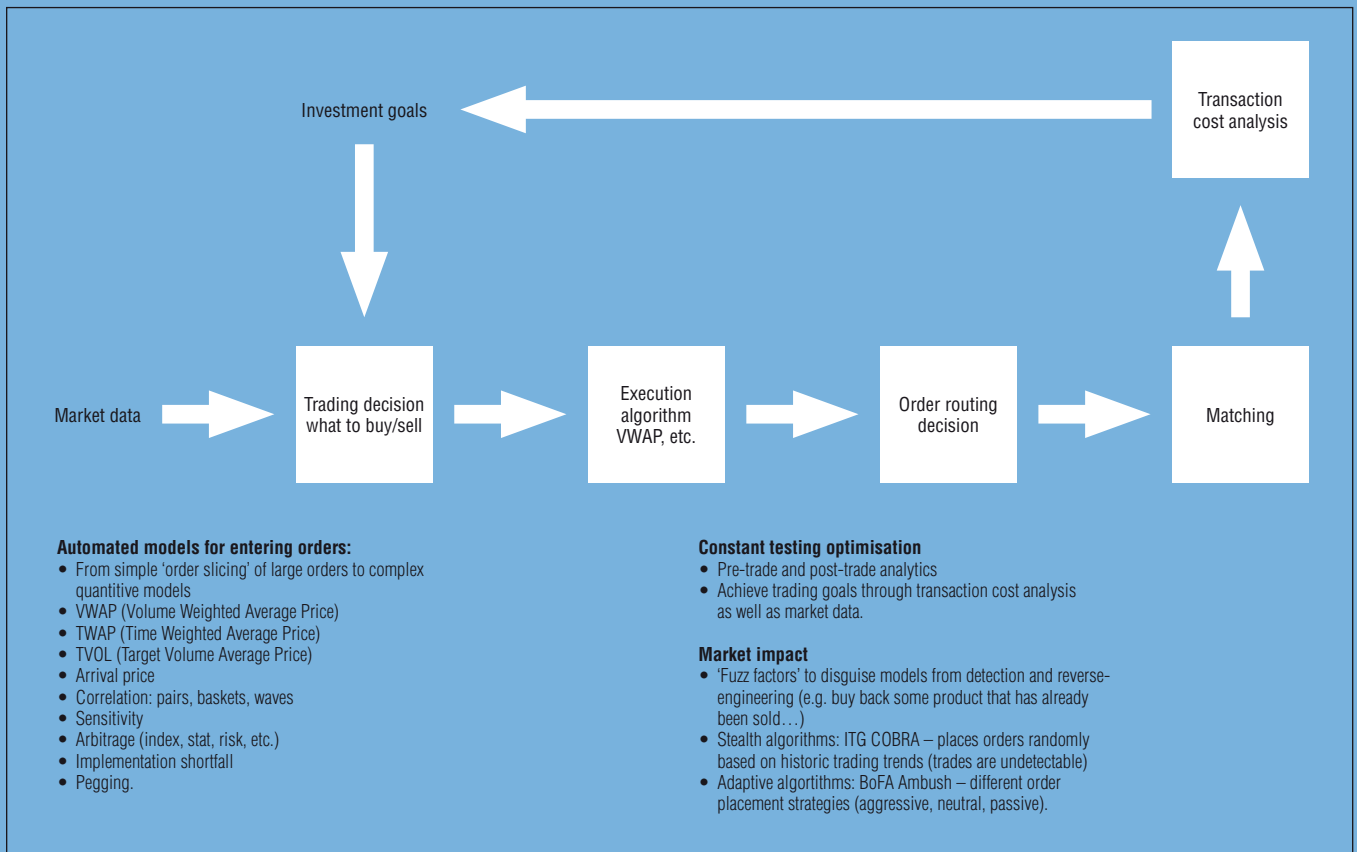 Transaction
cost analysis
Investment goals
Market data
Trading decision
what to buy/sell
Execution
algorithm
VWAP, etc.
Order routing
decision
Matching
Automated models for entering orders:
• From simple ‘order slicing’ of large orders to complex
quantitive models
• VWAP (Volume Weighted Average Price)
• TWAP (Time Weighted Average Price)
• TVOL (Target Volume Average Price)
• Arrival price
• Correlation: pairs, baskets, waves
• Sensitivity
• Arbitrage (index, stat, risk, etc.)
• Implementation shortfall
• Pegging.
Constant testing optimisation
• Pre-trade and post-trade analytics
• Achieve trading goals through transaction cost analysis
as well as market data.
Market impact
• ‘Fuzz factors’ to disguise models from detection and reverse-
engineering (e.g. buy back some product that has already
been sold…)
• Stealth algorithms: ITG COBRA – places orders randomly
based on historic trading trends (trades are undetectable)
• Adaptive algortithms: BoFA Ambush – different order
placement strategies (aggressive, neutral, passive).